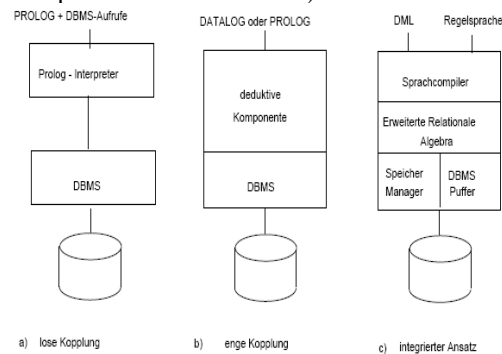 PROLOG + DBMS-Aufrufe
Prolog - Interpreter
DBMS
a) lose Kopplung
DATALOG oder PROLOG
deduktive
Komponente
DBMS
b) enge Kopplung
DML Regelsprache
Sprachcompiler
Erweiterte Relationale
Algebra
Speicher
Manager
DBMS
Puffer
c) integrierter Ansatz